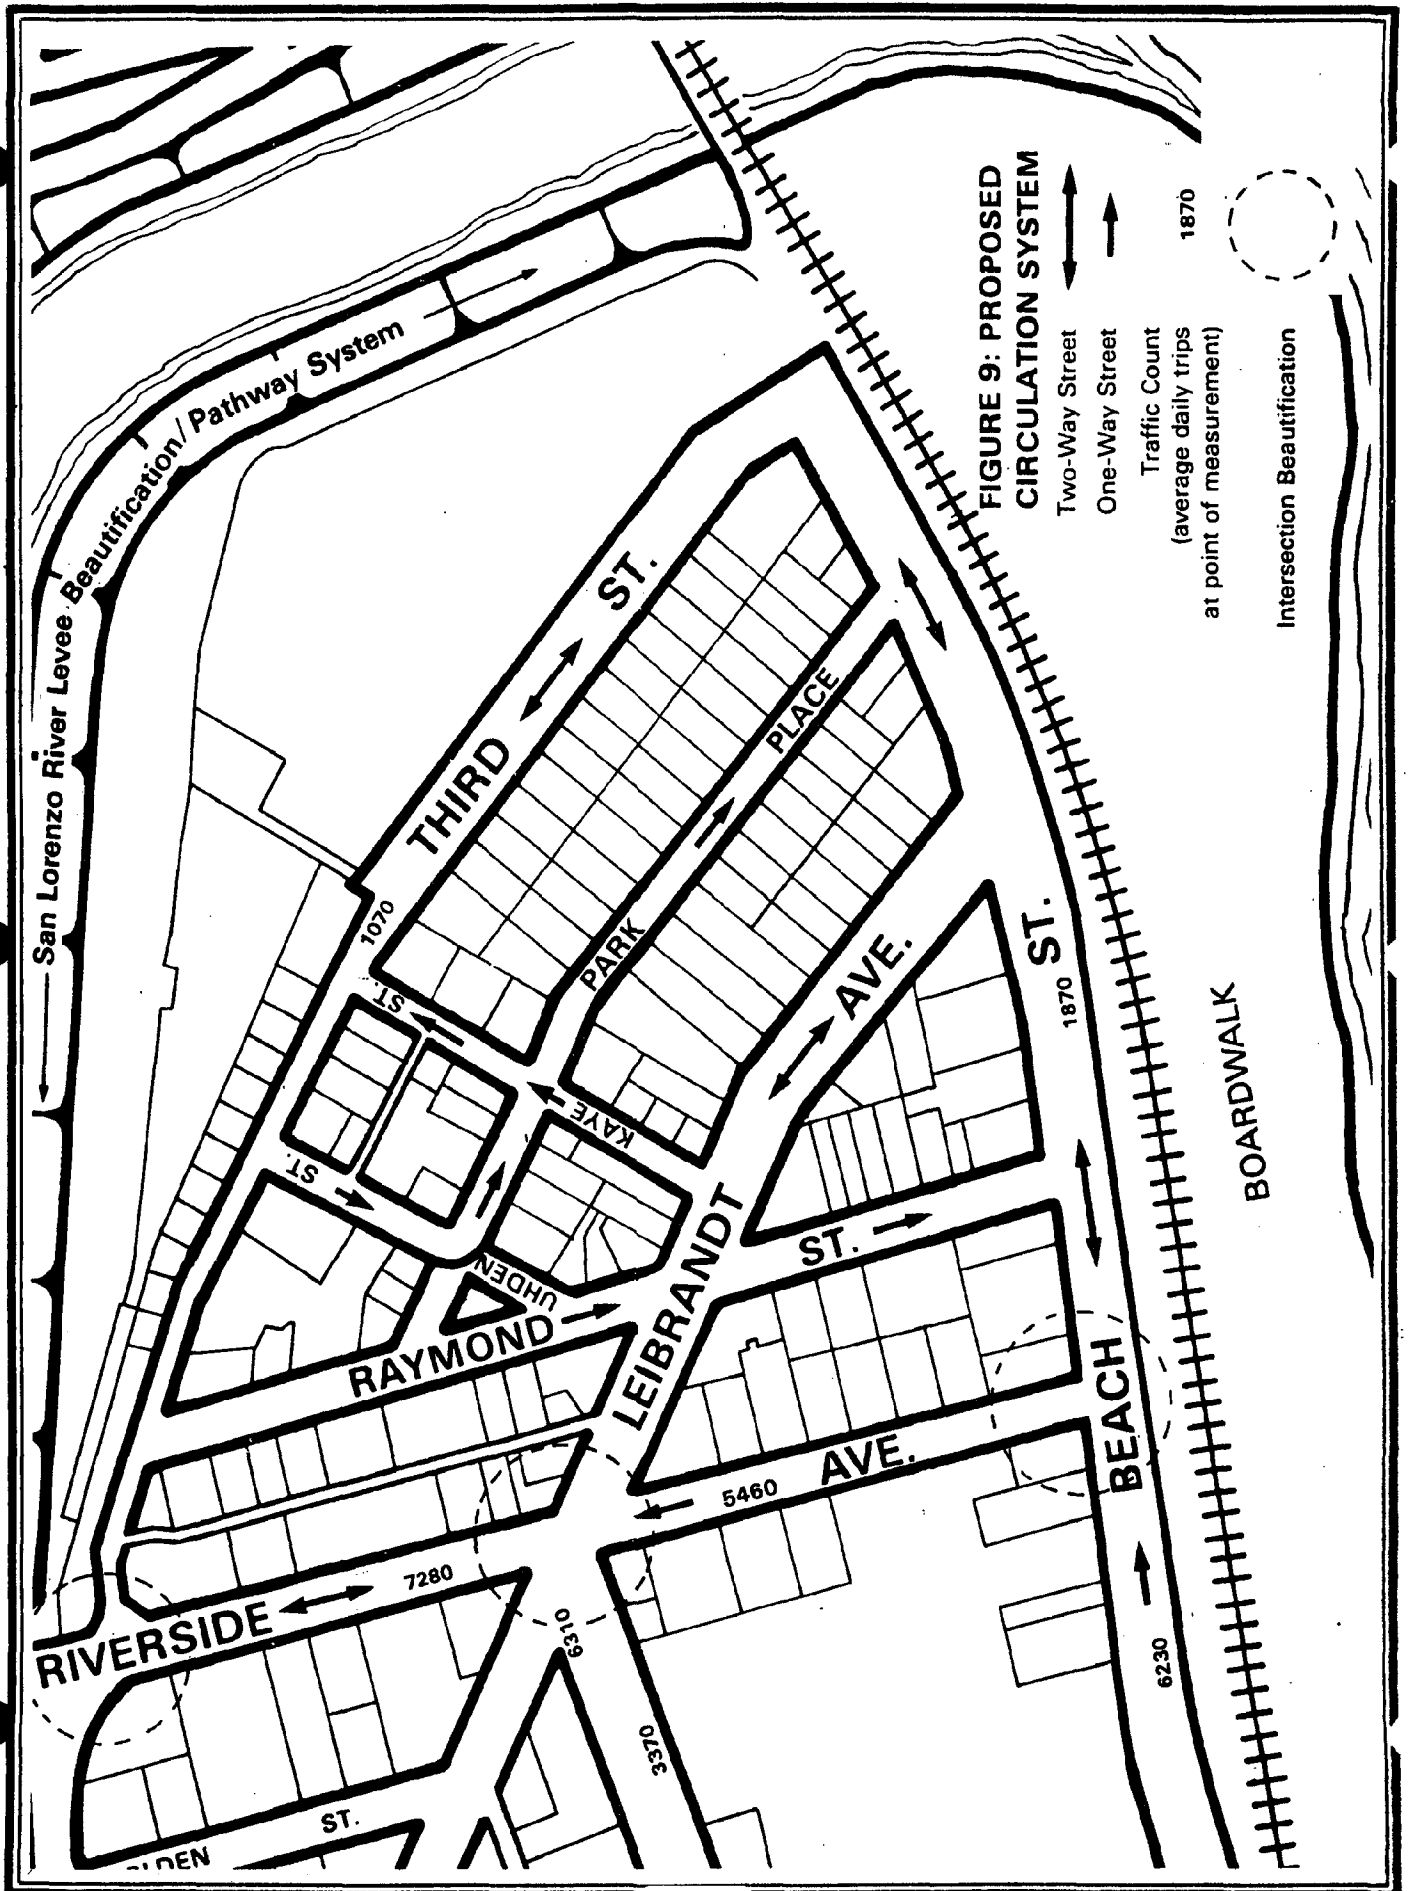 San Lorenzo River Levee Beautification/Pathway System
FIGURE 9: PROPOSED
CIRCULATION SYSTEM
Two-Way Street
One-Way Street
Traffic Count
(average daily trips
at point of measurement)
1870
Intersection Beautification
THIRD ST.
1070
PARK PLACE
KAYE ST.
UHDEN ST.
RAYMOND ST.
LEIBRANDT AVE.
RIVERSIDE AVE.
7280
5460
6310
3370
ST.
BEACH ST.
1870
6230
BOARDWALK